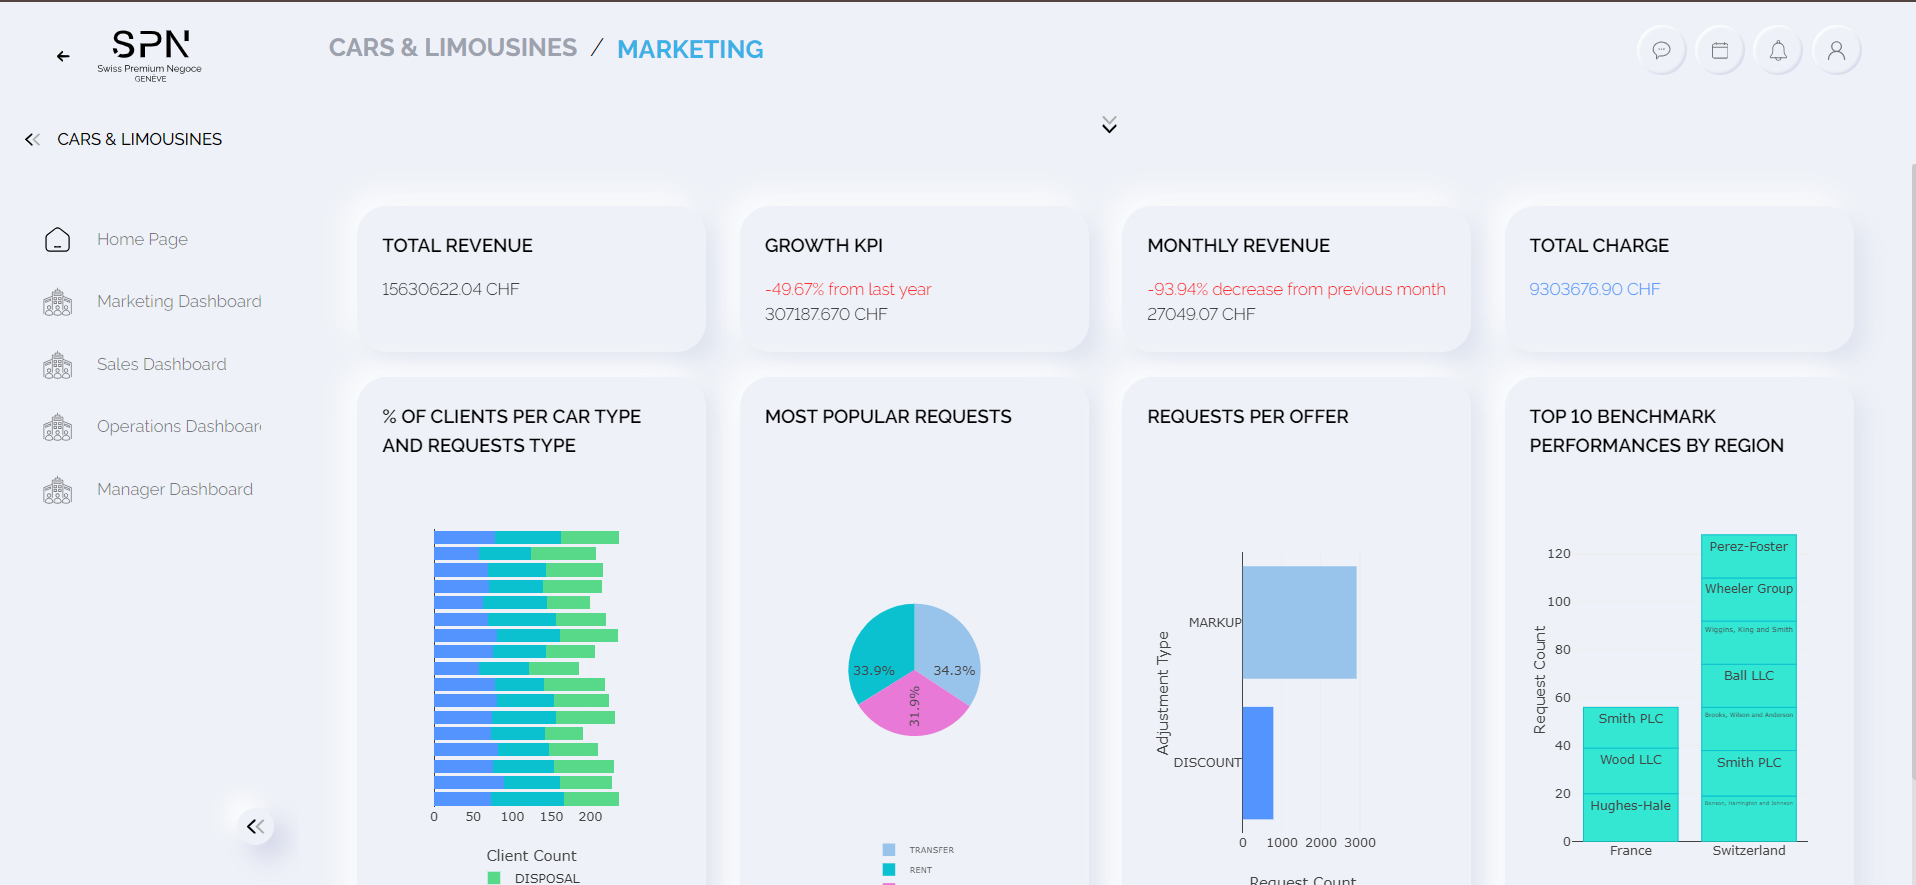 SPN
Swiss Premium Negoce
GENÈVE
CARS & LIMOUSINES / MARKETING
CARS & LIMOUSINES
Home Page
Marketing Dashboard
Sales Dashboard
Operations Dashboar
Manager Dashboard
TOTAL REVENUE
15630622.04 CHF
GROWTH KPI
-49.67% from last year
307187.670 CHF
MONTHLY REVENUE
-93.94% decrease from previous month
27049.07 CHF
TOTAL CHARGE
9303676.90 CHF
% OF CLIENTS PER CAR TYPE
AND REQUESTS TYPE
0 50 100 150 200
Client Count
DISPOSAL
MOST POPULAR REQUESTS
33.9%
34.3%
31.9%
TRANSFER
RENT
REQUESTS PER OFFER
Adjustment Type
MARKUP
DISCOUNT
0 1000 2000 3000
Request Count
TOP 10 BENCHMARK
PERFORMANCES BY REGION
Request Count
120
100
80
60
40
20
0
Smith PLC
Wood LLC
Hughes-Hale
Perez-Foster
Wheeler Group
Wiggins, King and Smith
Ball LLC
Brooks, Wilson and Anderson
Smith PLC
Benson, Harrington and Johnson
France
Switzerland